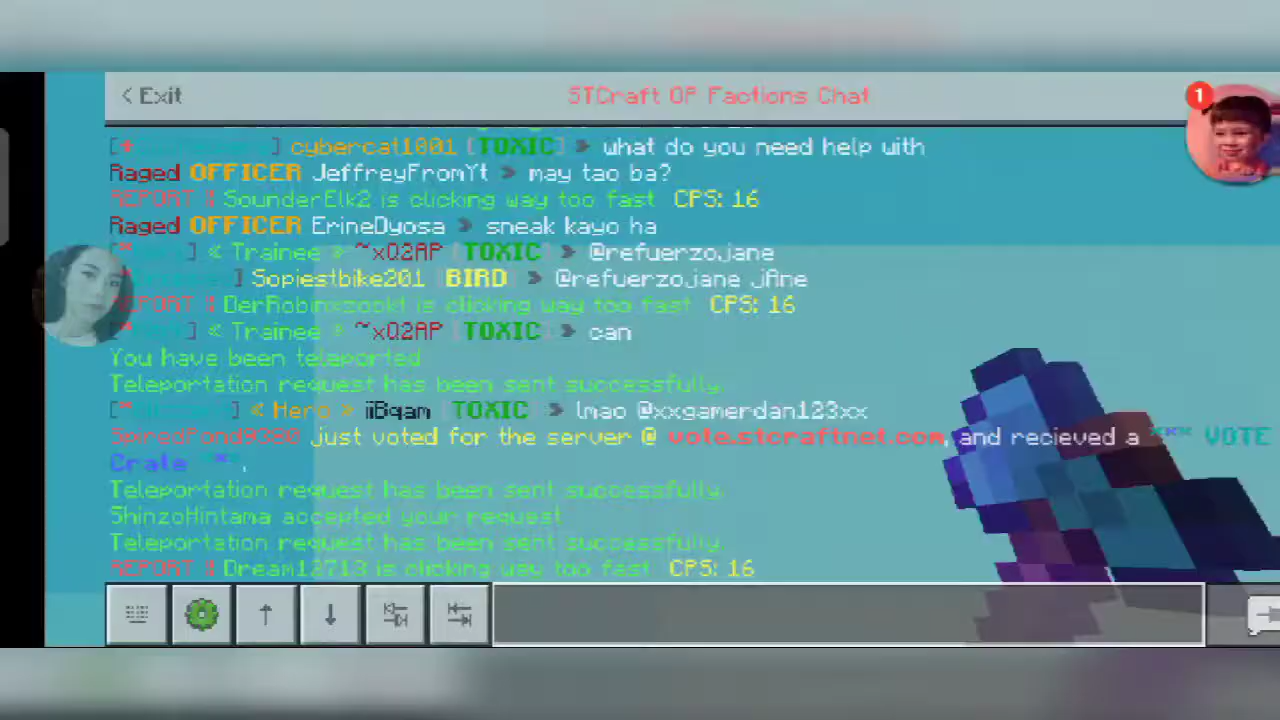 < Exit
STCraft OP Factions Chat
1
cybercat1001 [TOXIC] > what do you need help with
Raged OFFICER JeffreyFromYt > may tao ba?
REPORT || SounderElk2 is clicking way too fast CPS: 16
Raged OFFICER ErineDyosa > sneak kayo ha
< Trainee > ~xO2AP [TOXIC] > @refuerzojane
Sopiestbike201 [BIRD] > @refuerzojane jAne
REPORT || is clicking way too fast CPS: 16
< Trainee > ~xO2AP [TOXIC] > can
You have been teleported
Teleportation request has been sent successfully.
< Hero > iiBqam [TOXIC] > lmao @xxgamerdan123xx
just voted for the server @ vote.stcraftnet.com, and recieved a *** VOTE
Crate ***.
Teleportation request has been sent successfully.
ShinzoHintama accepted your request
Teleportation request has been sent successfully.
REPORT || is clicking way too fast CPS: 16